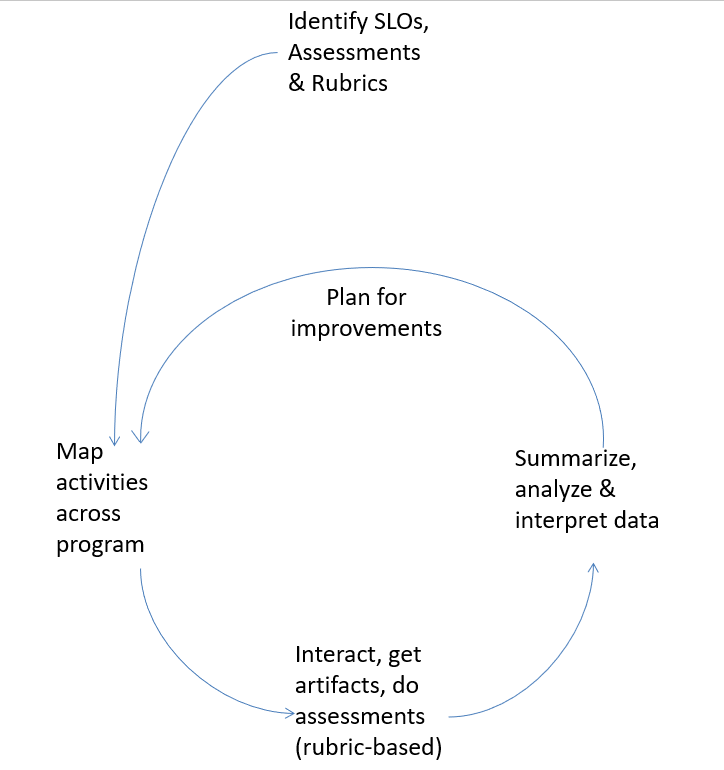 Identify SLOs,
Assessments
& Rubrics
Plan for
improvements
Map
activities
across
program
Summarize,
analyze &
interpret data
Interact, get
artifacts, do
assessments
(rubric-based)